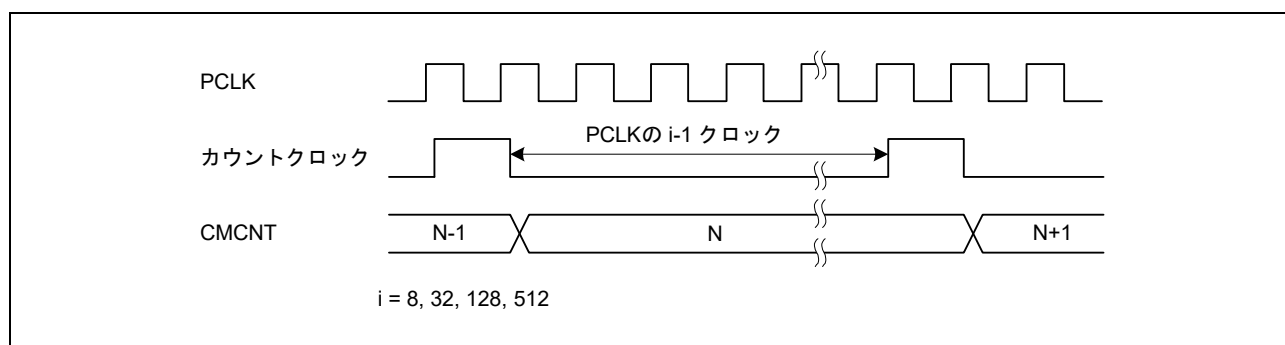 PCLK
PCLKの i-1 クロック
カウントクロック
CMCNT
N-1
N
N+1
i = 8, 32, 128, 512